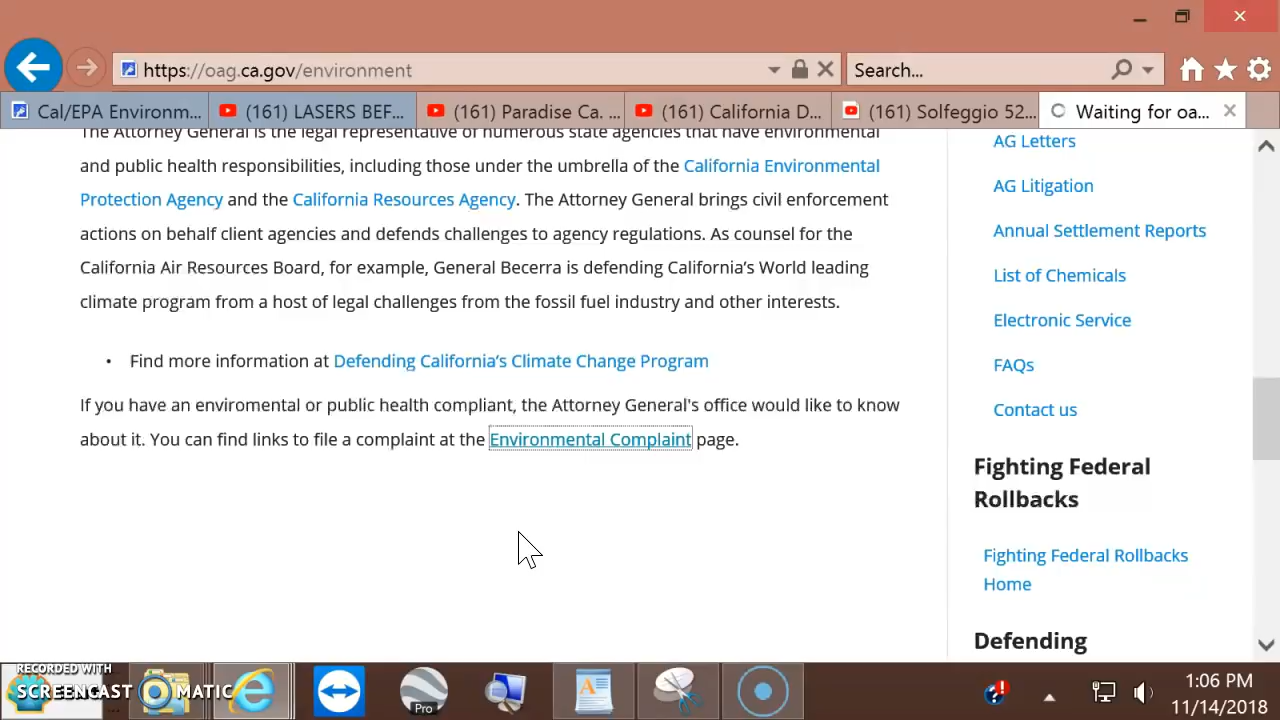 https://oag.ca.gov/environment
Search...
Cal/EPA Environm...
(161) LASERS BEF...
(161) Paradise Ca. ...
(161) California D...
(161) Solfeggio 52...
Waiting for oa...
The Attorney General is the legal representative of numerous state agencies that have environmental
and public health responsibilities, including those under the umbrella of the California Environmental
Protection Agency and the California Resources Agency. The Attorney General brings civil enforcement
actions on behalf client agencies and defends challenges to agency regulations. As counsel for the
California Air Resources Board, for example, General Becerra is defending California’s World leading
climate program from a host of legal challenges from the fossil fuel industry and other interests.
• Find more information at Defending California’s Climate Change Program
If you have an enviromental or public health compliant, the Attorney General's office would like to know
about it. You can find links to file a complaint at the Environmental Complaint page.
AG Letters
AG Litigation
Annual Settlement Reports
List of Chemicals
Electronic Service
FAQs
Contact us
Fighting Federal
Rollbacks
Fighting Federal Rollbacks
Home
Defending
RECORDED WITH
SCREENCAST MATIC
Pro
1:06 PM
11/14/2018